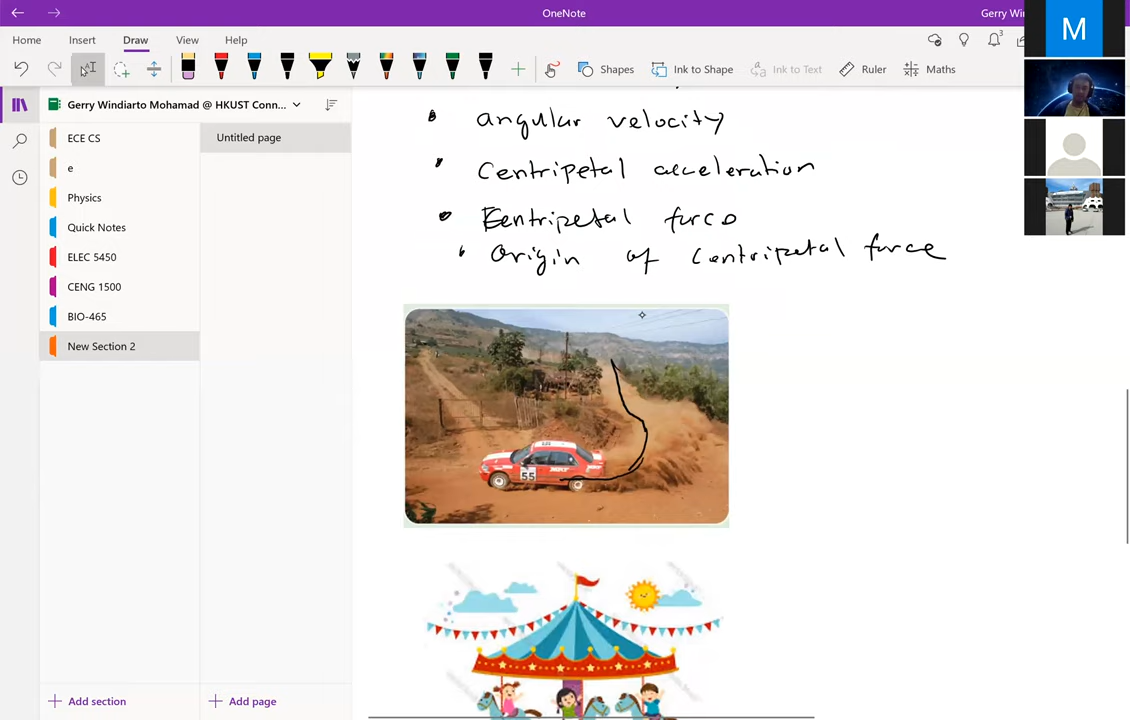 OneNote
Gerry Win
Home Insert Draw View Help
Shapes Ink to Shape Ink to Text Ruler Maths
Gerry Windiarto Mohamad @ HKUST Conn...
Untitled page
ECE CS
e
Physics
Quick Notes
ELEC 5450
CENG 1500
BIO-465
New Section 2
Add section
Add page
M
3
angular velocity
Centripetal acceleration
Centripetal force
Origin of centripetal force
55